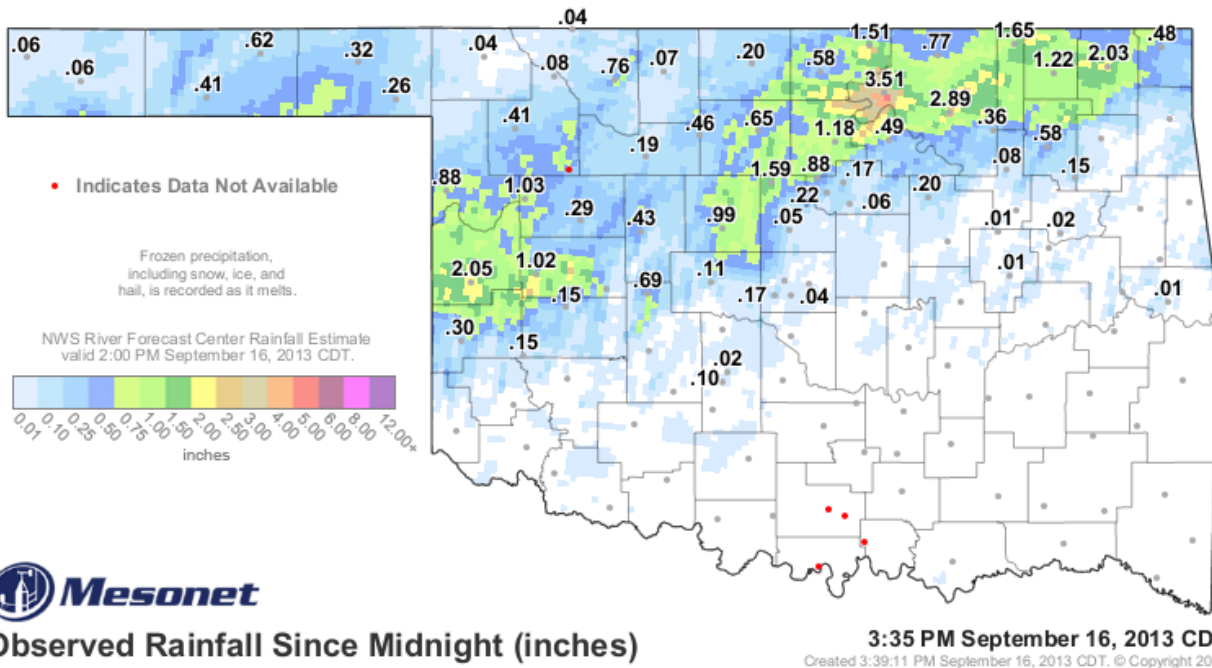 .04
.06 .62 .32 .04 1.51 .77 1.65 .48
.06 .41 .26 .08 .76 .07 .20 .58 1.22 2.03
3.51 2.89
.41 .46 .65 1.18 .49 .36 .58
.19 .08
.88 1.03 1.59 .88 .17 .15
.29 .43 .99 .22 .05 .06 .20 .01 .02
2.05 1.02 .69 .11 .01
.15 .17 .04 .01
.30 .15 .02
.10
Indicates Data Not Available
Frozen precipitation,
including snow, ice, and
hail, is recorded as it melts.
NWS River Forecast Center Rainfall Estimate
valid 2:00 PM September 16, 2013 CDT.
0.01 0.10 0.25 0.50 0.75 1.00 1.50 2.00 2.50 3.00 4.00 5.00 6.00 8.00 12.00+
inches
Mesonet
Observed Rainfall Since Midnight (inches)
3:35 PM September 16, 2013 CD
Created 3:39:11 PM September 16, 2013 CDT. © Copyright 20